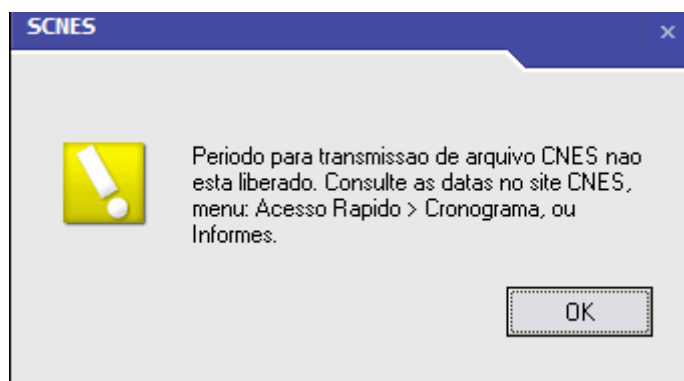 SCNES
Periodo para transmissao de arquivo CNES nao
esta liberado. Consulte as datas no site CNES,
menu: Acesso Rapido > Cronograma, ou
Informes.
OK